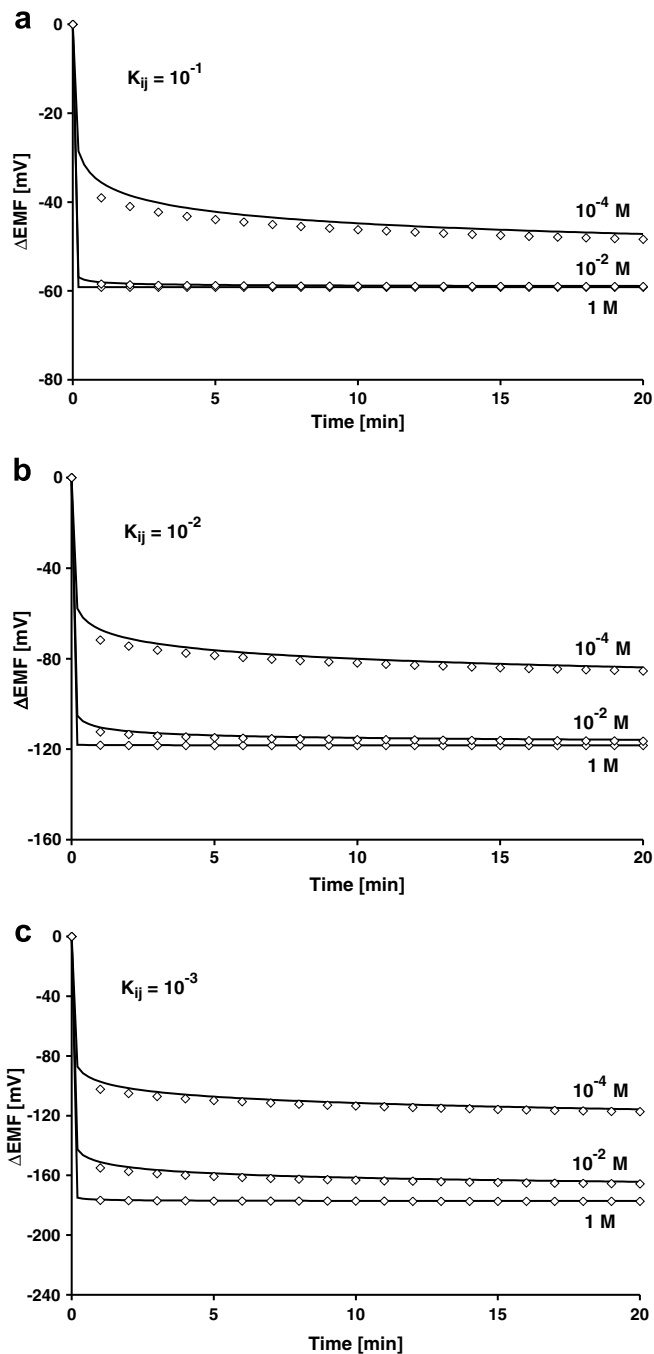 a
K_ij = 10^-1
0
-20
-40
-60
-80
ΔEMF [mV]
10^-4 M
10^-2 M
1 M
0 5 10 15 20
Time [min]
b
K_ij = 10^-2
0
-40
-80
-120
-160
ΔEMF [mV]
10^-4 M
10^-2 M
1 M
0 5 10 15 20
Time [min]
c
K_ij = 10^-3
0
-40
-80
-120
-160
-200
-240
ΔEMF [mV]
10^-4 M
10^-2 M
1 M
0 5 10 15 20
Time [min]